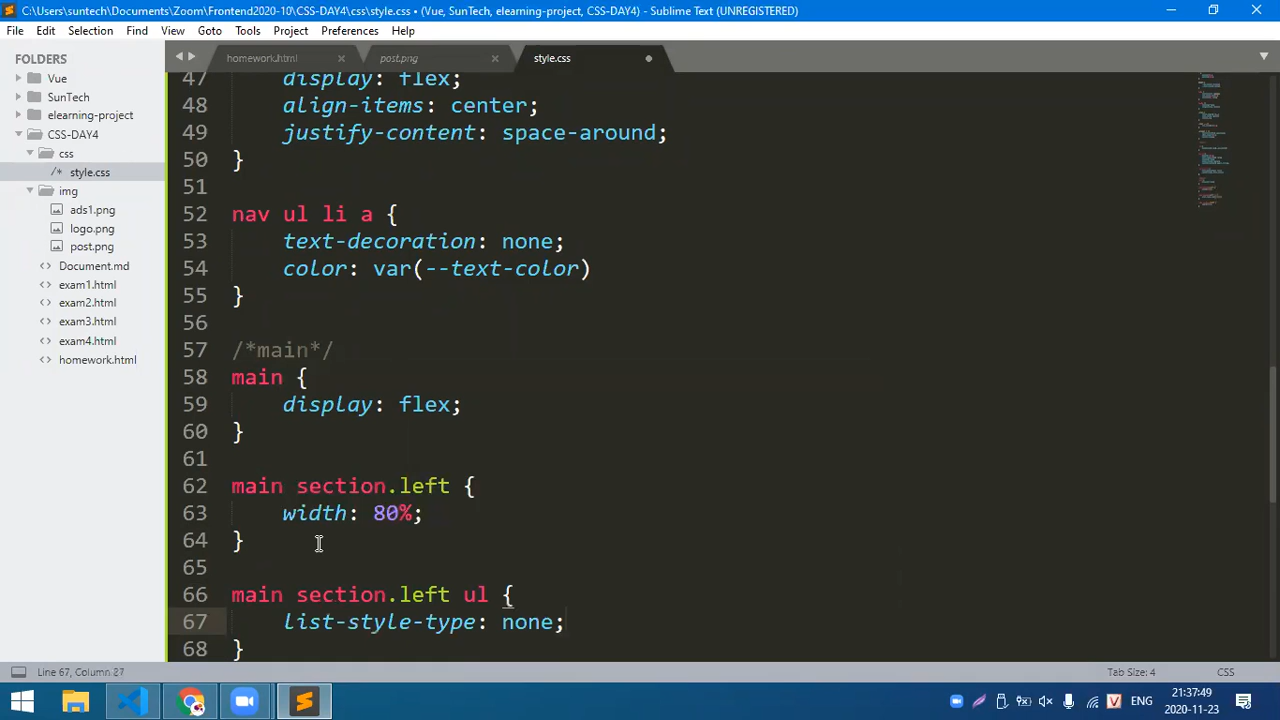 C:\Users\suntech\Documents\Zoom\Frontend2020-10\CSS-DAY4\css\style.css • (Vue, SunTech, elearning-project, CSS-DAY4) - Sublime Text (UNREGISTERED)
File Edit Selection Find View Goto Tools Project Preferences Help
FOLDERS
Vue
SunTech
elearning-project
CSS-DAY4
css
/* style.css
img
ads1.png
logo.png
post.png
<> Document.md
<> exam1.html
<> exam2.html
<> exam3.html
<> exam4.html
<> homework.html
homework.html post.png style.css
47 display: flex;
48 align-items: center;
49 justify-content: space-around;
50 }
51
52 nav ul li a {
53 text-decoration: none;
54 color: var(--text-color)
55 }
56
57 /*main*/
58 main {
59 display: flex;
60 }
61
62 main section.left {
63 width: 80%;
64 }
65
66 main section.left ul {
67 list-style-type: none;
68 }
Line 67, Column 27 Tab Size: 4 CSS
ENG
21:37:49
2020-11-23